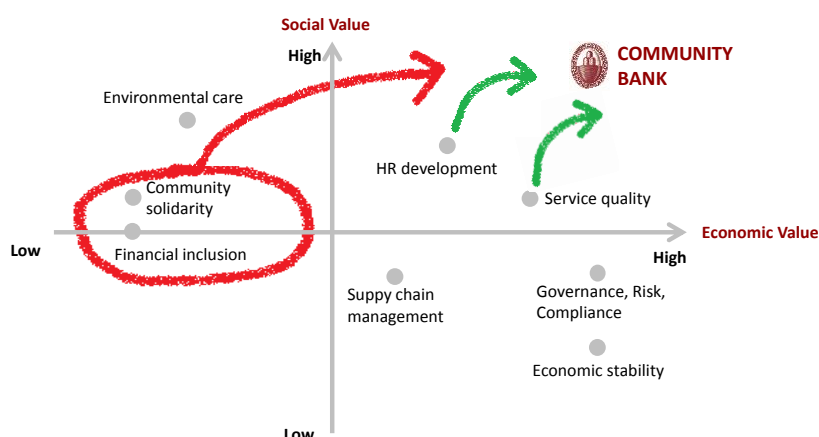 Social Value
High
COMMUNITY
BANK
Environmental care
HR development
Community
solidarity
Service quality
Low
Financial inclusion
Economic Value
High
Suppy chain
management
Governance, Risk,
Compliance
Economic stability
Low